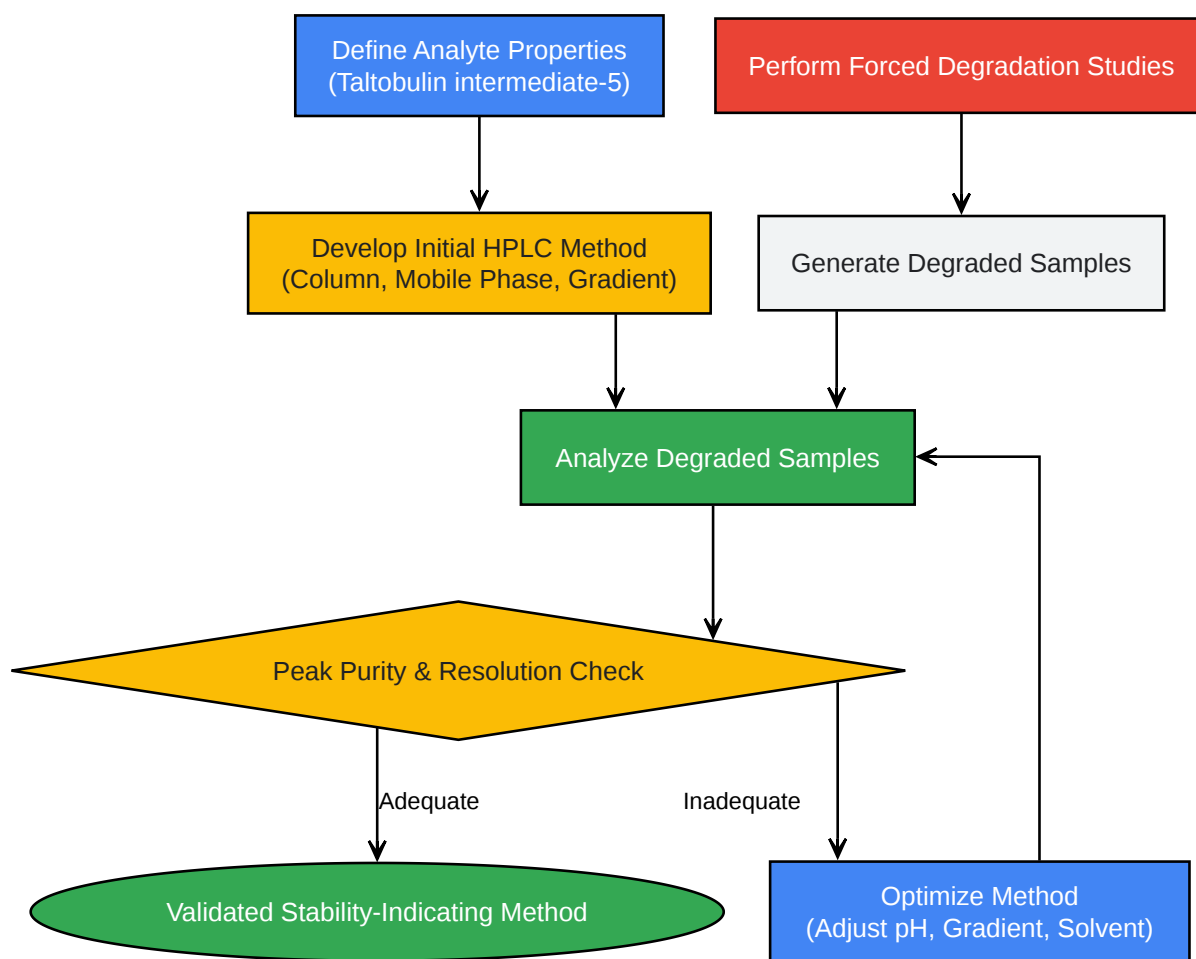 Define Analyte Properties
(Taltobulin intermediate-5)
Perform Forced Degradation Studies
Develop Initial HPLC Method
(Column, Mobile Phase, Gradient)
Generate Degraded Samples
Analyze Degraded Samples
Peak Purity & Resolution Check
Adequate
Inadequate
Validated Stability-Indicating Method
Optimize Method
(Adjust pH, Gradient, Solvent)